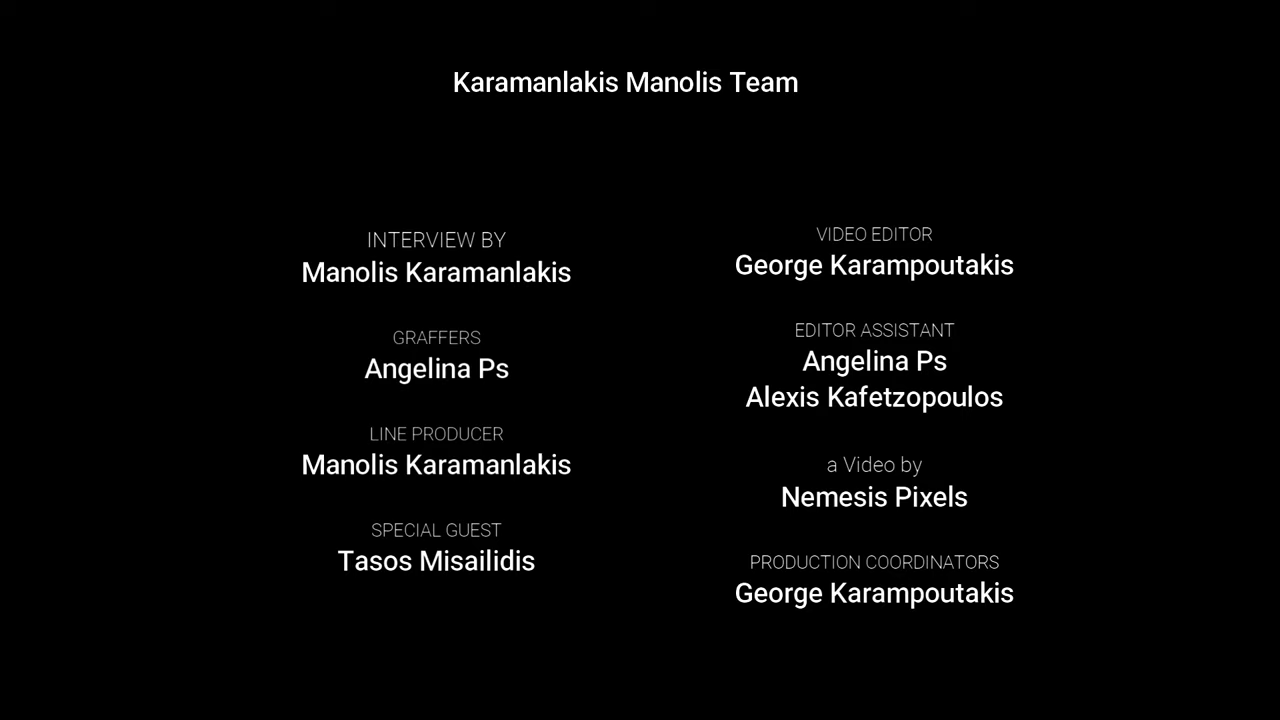 Karamanlakis Manolis Team
INTERVIEW BY
Manolis Karamanlakis
GRAFFERS
Angelina Ps
LINE PRODUCER
Manolis Karamanlakis
SPECIAL GUEST
Tasos Misailidis
VIDEO EDITOR
George Karampoutakis
EDITOR ASSISTANT
Angelina Ps
Alexis Kafetzopoulos
a Video by
Nemesis Pixels
PRODUCTION COORDINATORS
George Karampoutakis